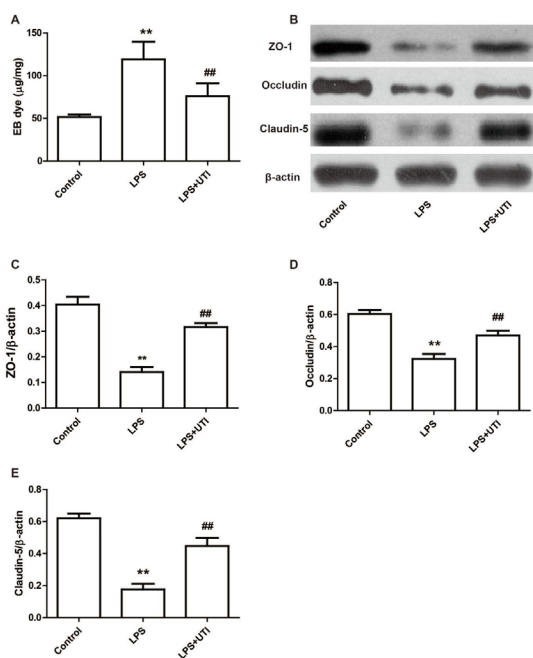 A
EB dye (μg/mg)
150
100
50
0
**
##
Control
LPS
LPS+UTI
B
ZO-1
Occludin
Claudin-5
β-actin
Control
LPS
LPS+UTI
C
ZO-1/β-actin
0.5
0.4
0.3
0.2
0.1
0.0
**
##
Control
LPS
LPS+UTI
D
Occludin/β-actin
0.8
0.6
0.4
0.2
0.0
**
##
Control
LPS
LPS+UTI
E
Claudin-5/β-actin
0.8
0.6
0.4
0.2
0.0
**
##
Control
LPS
LPS+UTI